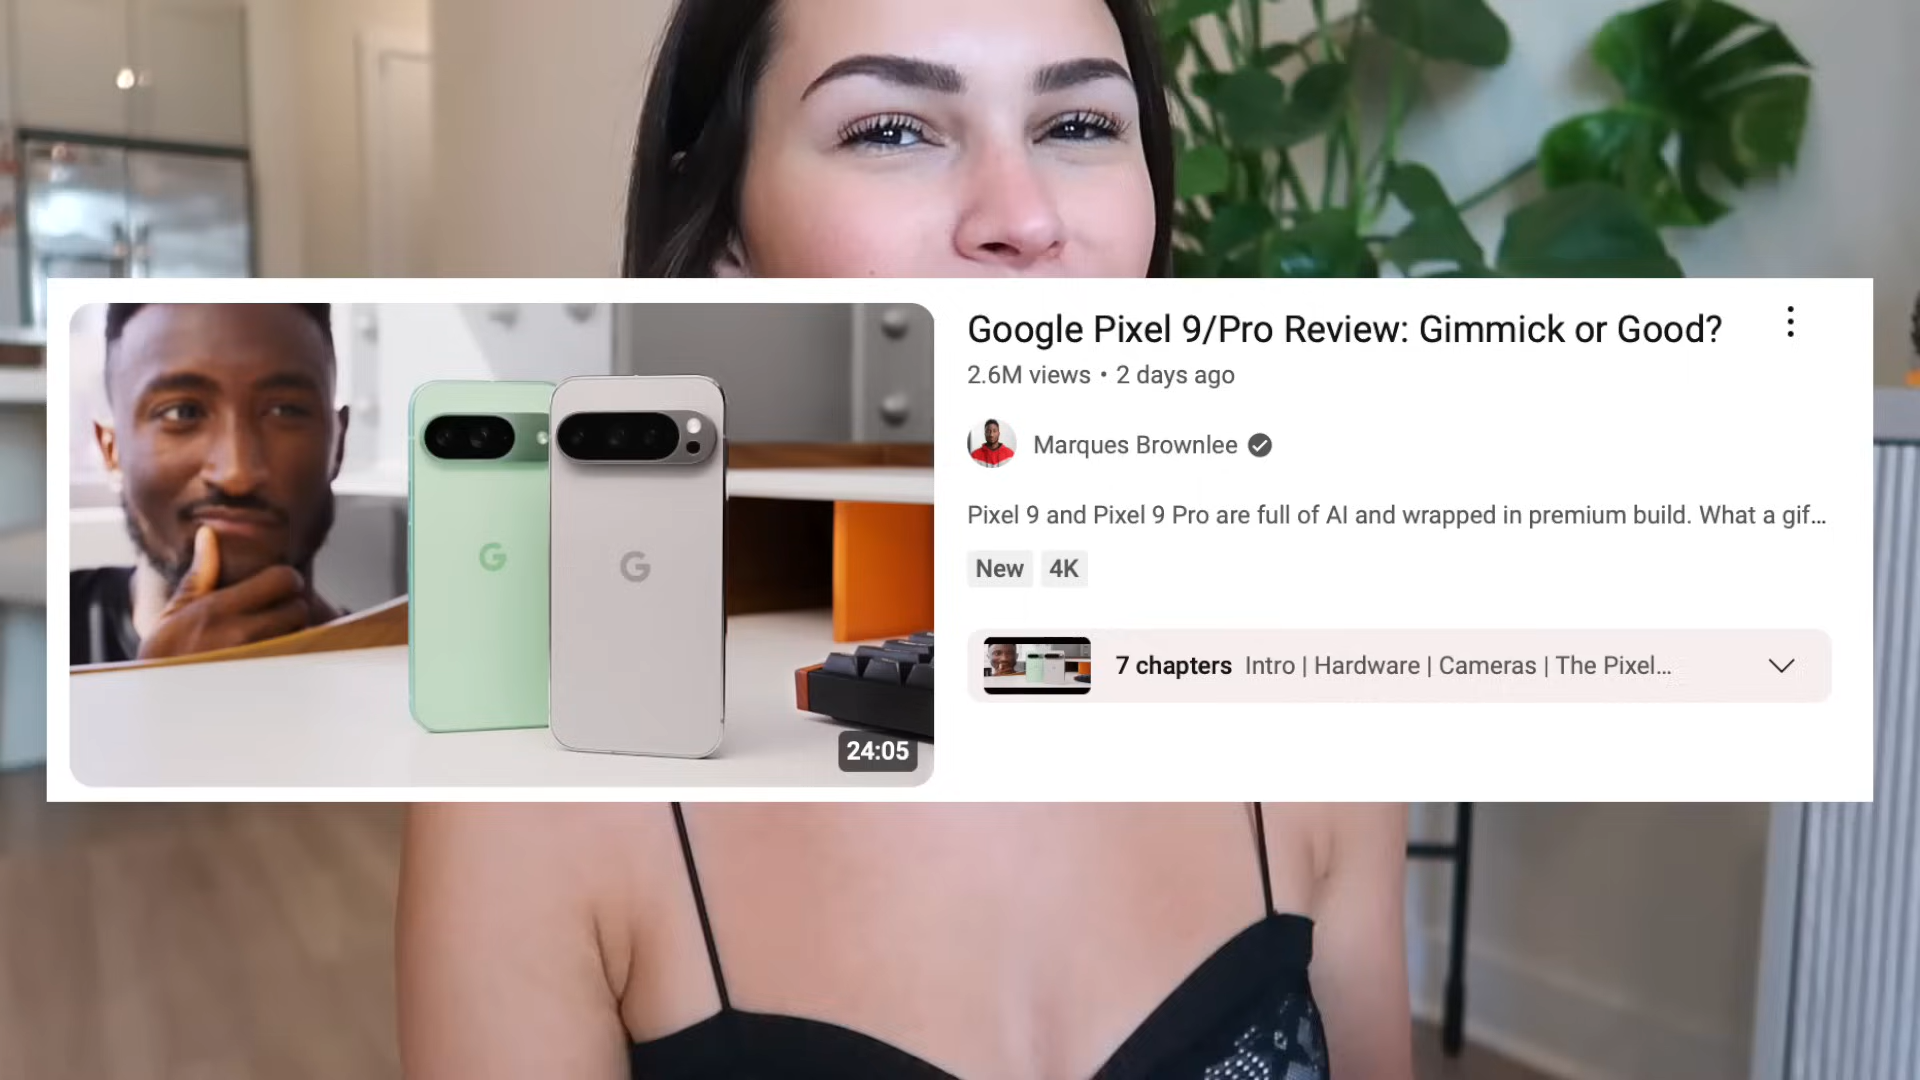 Google Pixel 9/Pro Review: Gimmick or Good?
2.6M views • 2 days ago
Marques Brownlee
Pixel 9 and Pixel 9 Pro are full of AI and wrapped in premium build. What a gif...
New 4K
7 chapters Intro | Hardware | Cameras | The Pixel...
G G
24:05